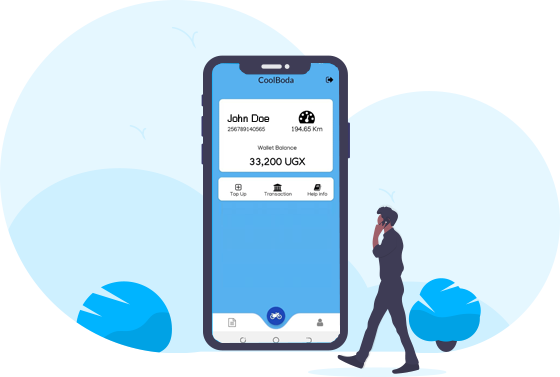 CoolBoda
John Doe
256789140565
194.65 Km
Wallet Balance
33,200 UGX
Top Up
Transaction
Help Info